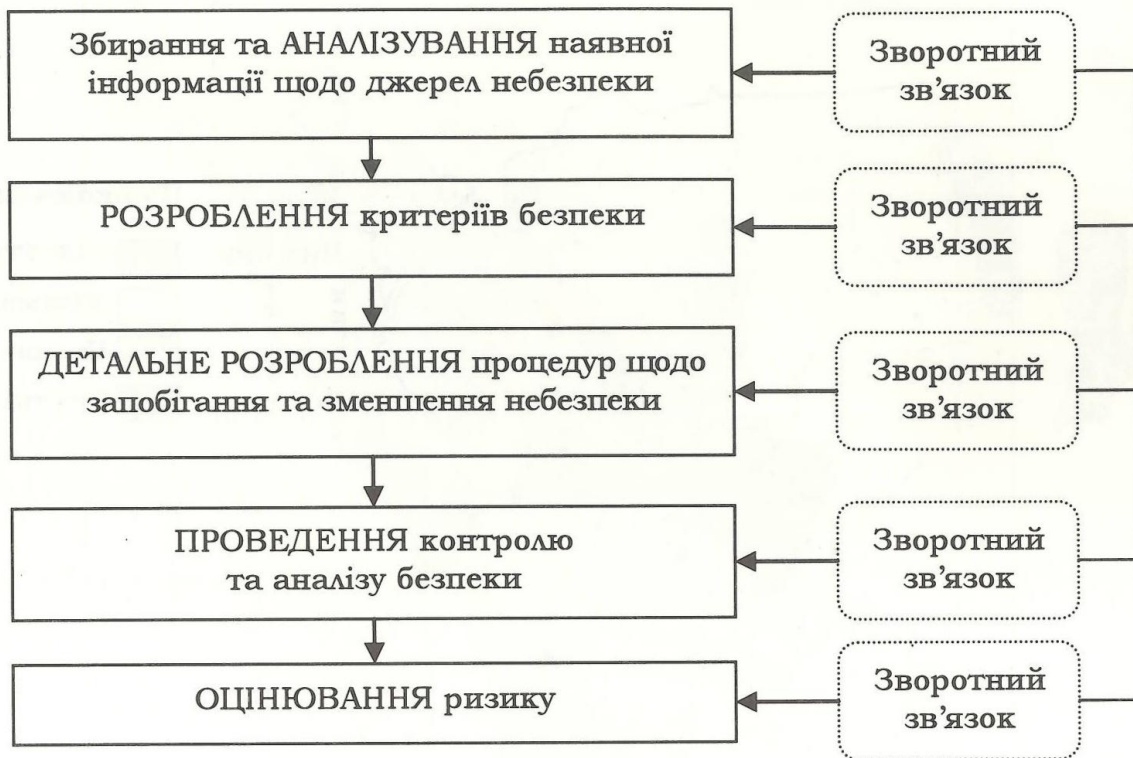 Збирання та АНАЛІЗУВАННЯ наявної
інформації щодо джерел небезпеки
Зворотний
зв’язок
РОЗРОБЛЕННЯ критеріїв безпеки
Зворотний
зв’язок
ДЕТАЛЬНЕ РОЗРОБЛЕННЯ процедур щодо
запобігання та зменшення небезпеки
Зворотний
зв’язок
ПРОВЕДЕННЯ контролю
та аналізу безпеки
Зворотний
зв’язок
ОЦІНЮВАННЯ ризику
Зворотний
зв’язок